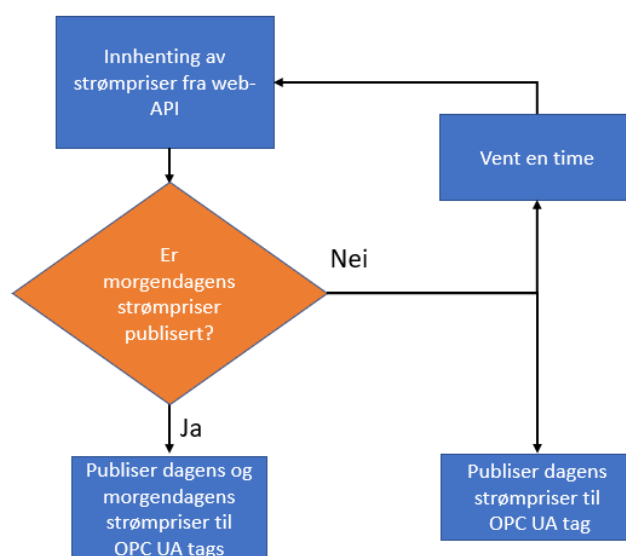 Innhenting av
strømpriser fra web-
API
Vent en time
Er
morgendagens
strømpriser
publisert?
Nei
Ja
Publiser dagens og
morgendagens
strømpriser til
OPC UA tags
Publiser dagens
strømpriser til
OPC UA tag